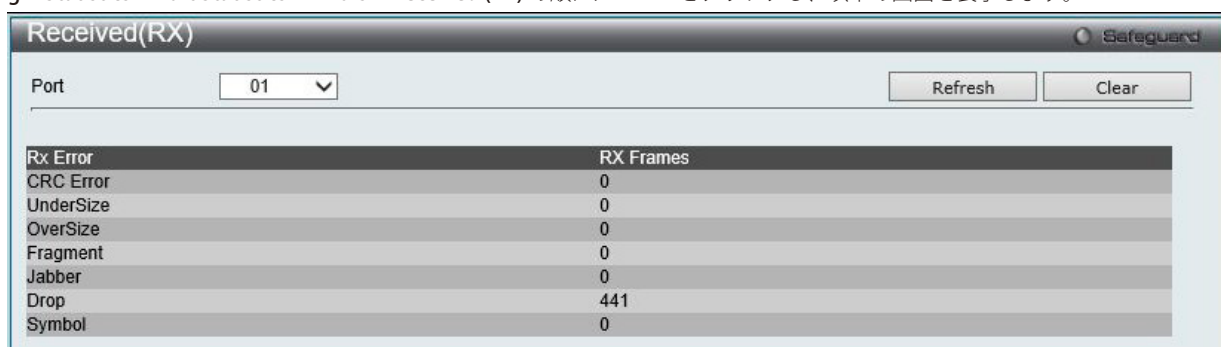 Received(RX)
Safeguard
Port 01 Refresh Clear
Rx Error RX Frames
CRC Error 0
UnderSize 0
OverSize 0
Fragment 0
Jabber 0
Drop 441
Symbol 0